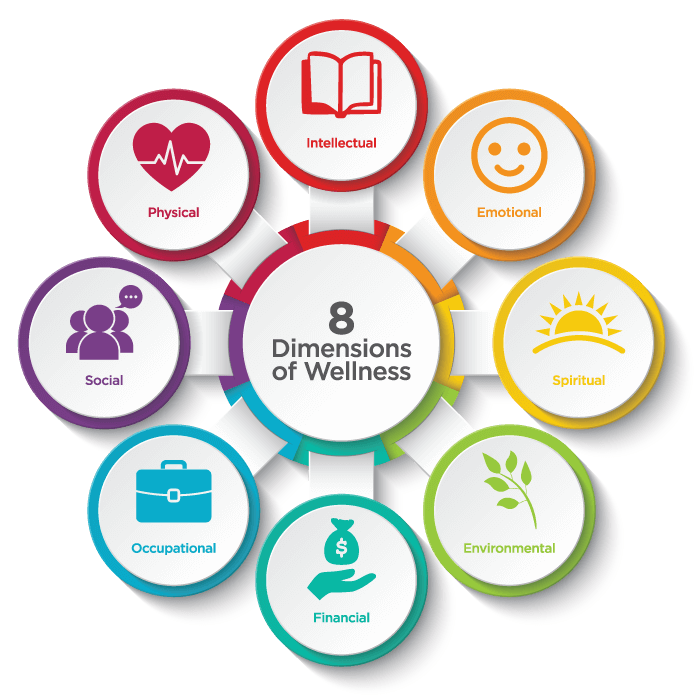 Intellectual
Physical
Emotional
8
Dimensions
of Wellness
Social
Spiritual
Occupational
Environmental
$
Financial